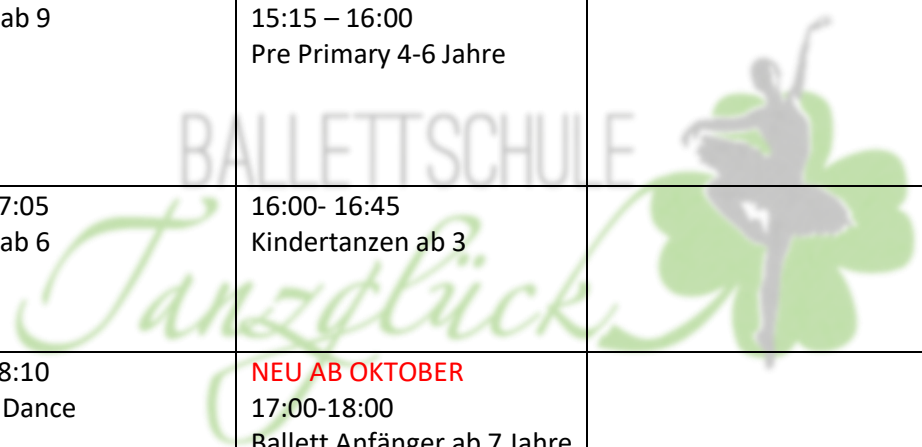 ab 9
15:15 – 16:00
Pre Primary 4-6 Jahre
BALLETTSCHULE
7:05
ab 6
16:00- 16:45
Kindertanzen ab 3
Tanzglück
8:10
Dance
NEU AB OKTOBER
17:00-18:00
Ballett Anfänger ab 7 Jahre